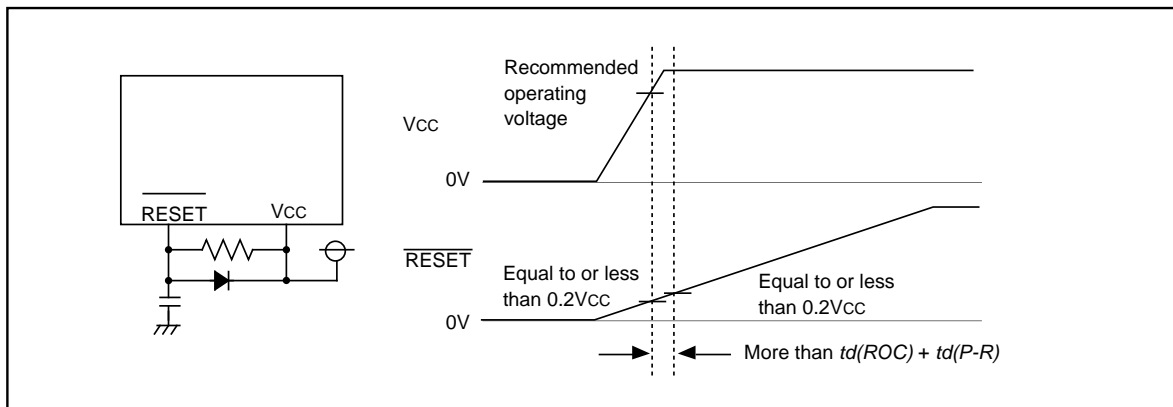 RESET
VCC
VCC
Recommended
operating
voltage
0V
RESET
Equal to or less
than 0.2VCC
Equal to or less
than 0.2VCC
0V
More than td(ROC) + td(P-R)